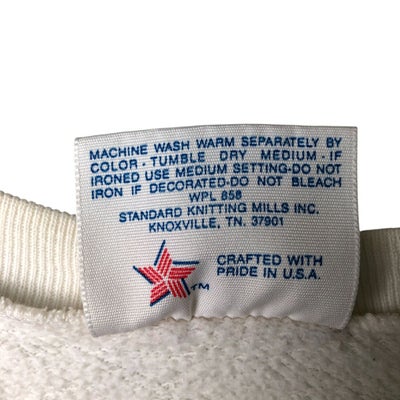 MACHINE WASH WARM SEPARATELY BY
COLOR · TUMBLE DRY MEDIUM · IF
IRONED USE MEDIUM SETTING-DO NOT
IRON IF DECORATED-DO NOT BLEACH
WPL 858
STANDARD KNITTING MILLS INC.
KNOXVILLE, TN. 37901
CRAFTED WITH
PRIDE IN U.S.A.
TM